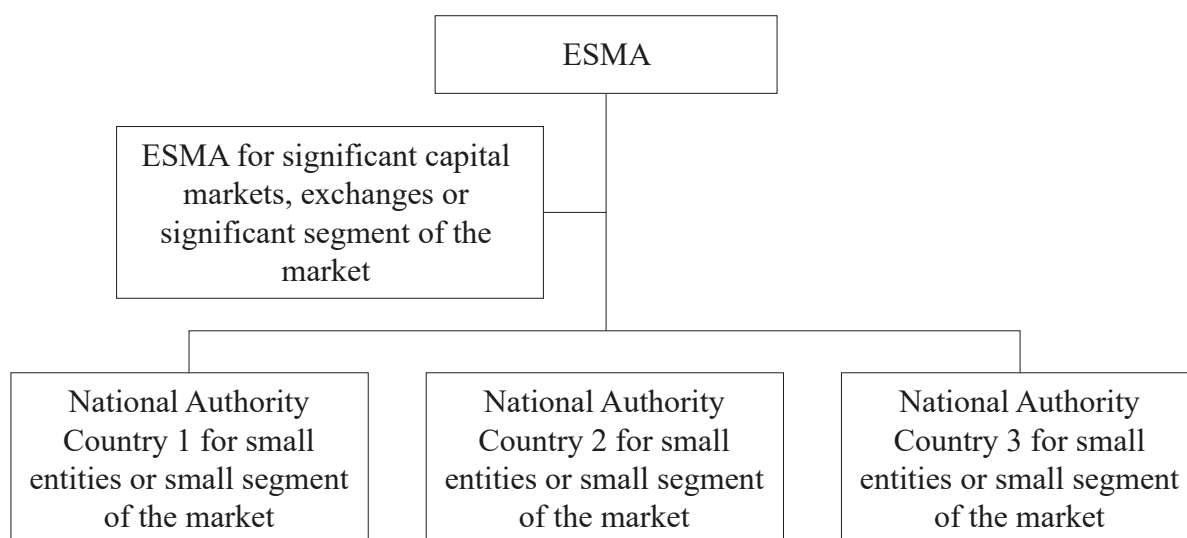 ESMA
ESMA for significant capital
markets, exchanges or
significant segment of the
market
National Authority
Country 1 for small
entities or small segment
of the market
National Authority
Country 2 for small
entities or small segment
of the market
National Authority
Country 3 for small
entities or small segment
of the market